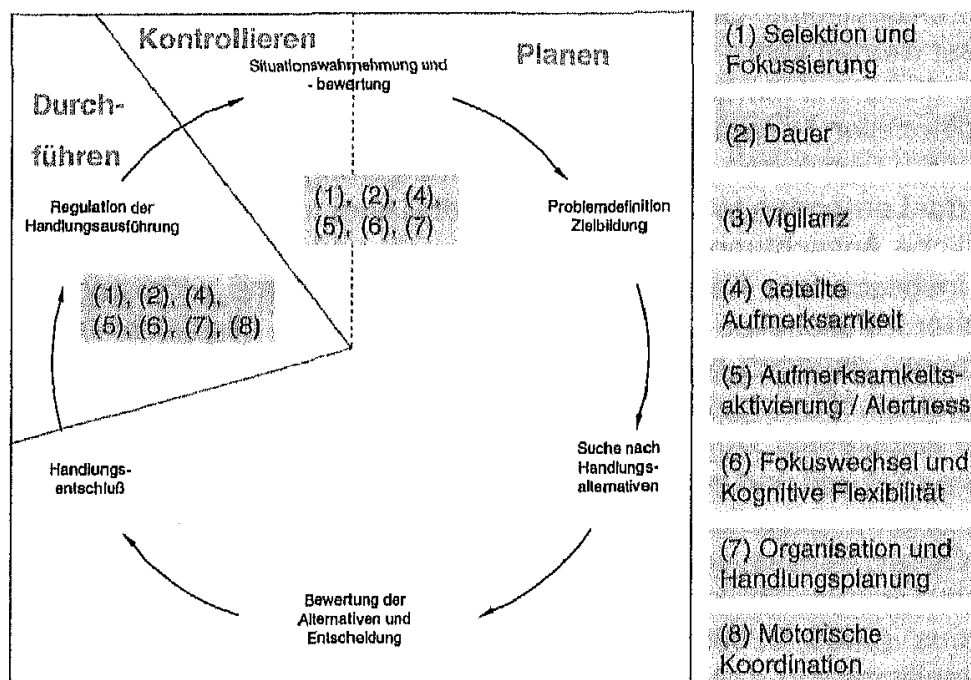 Kontrollieren
Planen
Situationswahrnehmung und
- bewertung
Durch-
führen
(1), (2), (4),
(5), (6), (7)
Regulation der
Handlungsausführung
Problemdefinition
Zielbildung
(1), (2), (4),
(5), (6), (7), (8)
Handlungs-
entschluß
Suche nach
Handlungs-
alternativen
Bewertung der
Alternativen und
Entscheidung
(1) Selektion und
Fokussierung
(2) Dauer
(3) Vigilanz
(4) Geteilte
Aufmerksamkeit
(5) Aufmerksamkeits-
aktivierung / Alertness
(6) Fokuswechsel und
Kognitive Flexibilität
(7) Organisation und
Handlungsplanung
(8) Motorische
Koordination